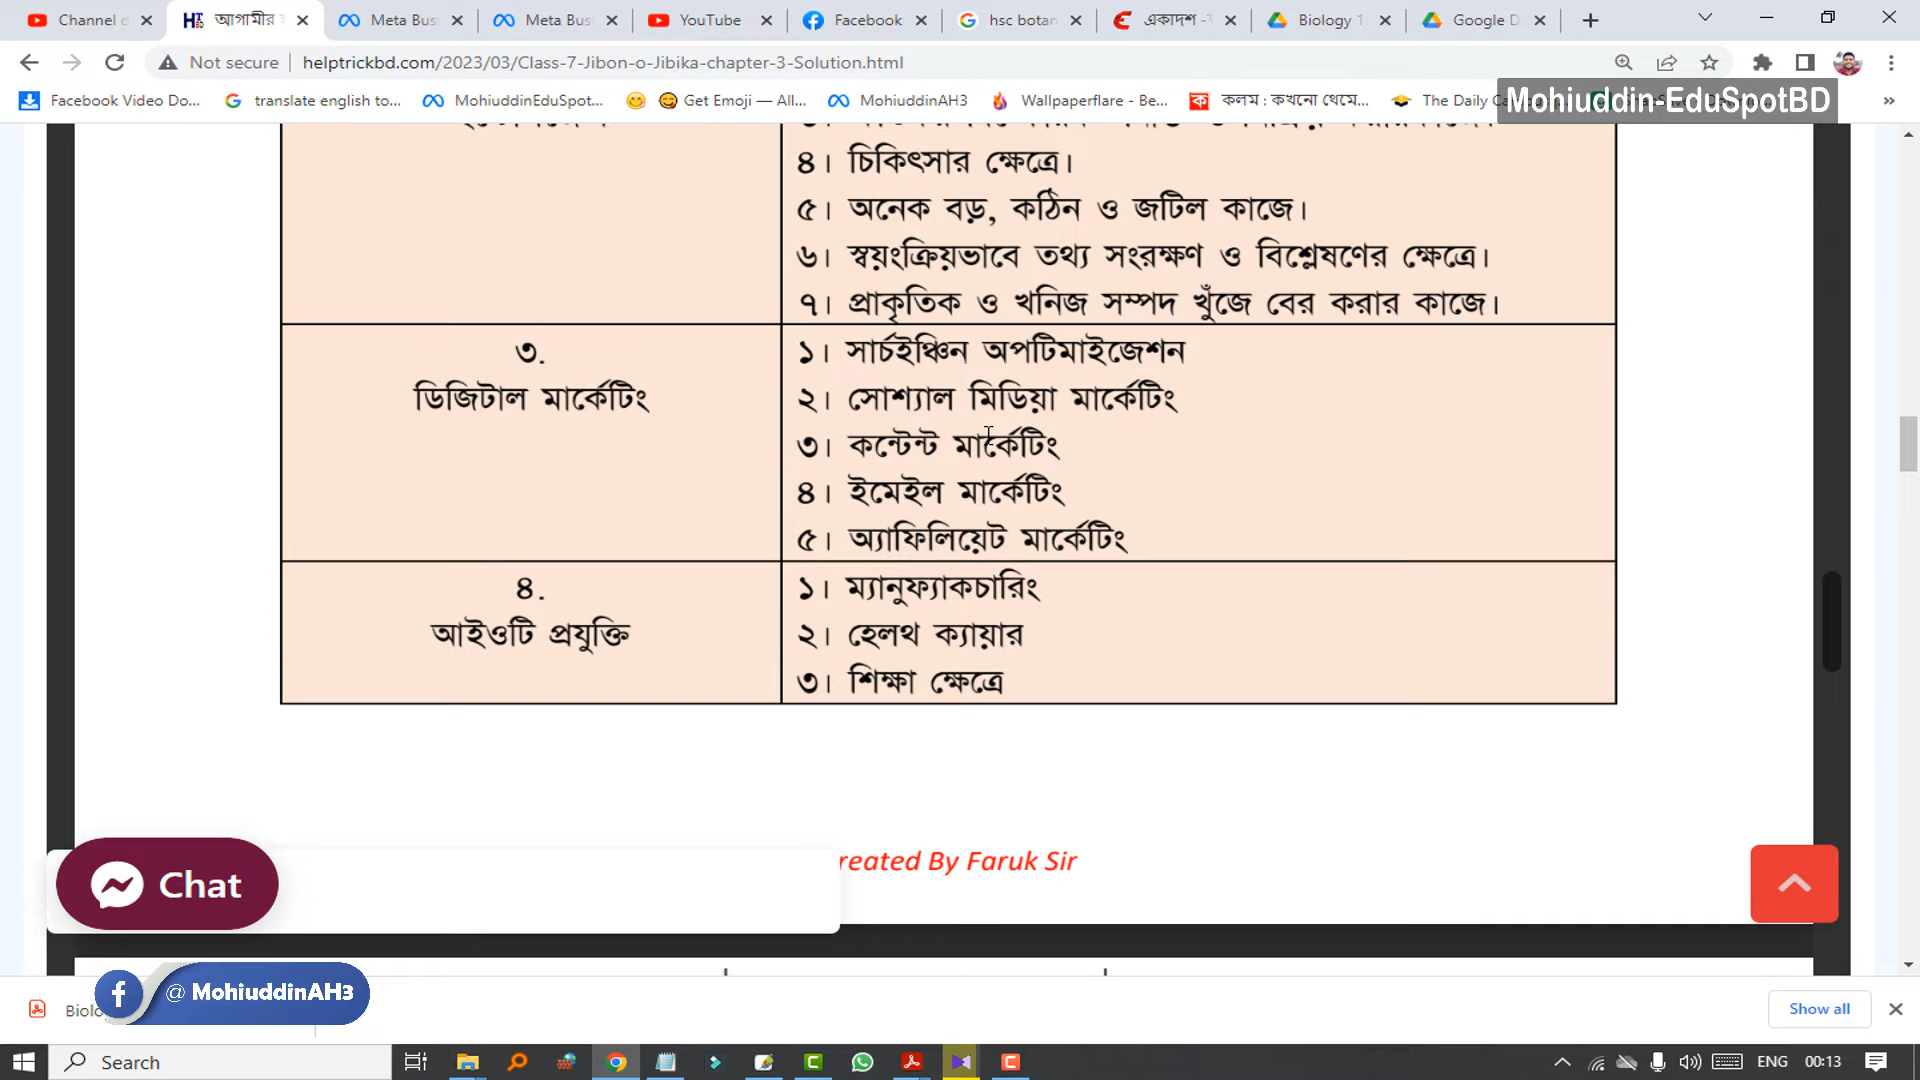 Channel d
আগামীর
Meta Bus
Meta Bus
YouTube
Facebook
hsc botan
একাদশ -
Biology 1
Google D
Not secure
helptrickbd.com/2023/03/Class-7-Jibon-o-Jibika-chapter-3-Solution.html
Facebook Video Do...
translate english to...
MohiuddinEduSpot...
Get Emoji — All...
MohiuddinAH3
Wallpaperflare - Be...
কলম : কখনো থেমে...
The Daily Ca
Mohiuddin-EduSpotBD
৪। চিকিৎসার ক্ষেত্রে।
৫। অনেক বড়, কঠিন ও জটিল কাজে।
৬। স্বয়ংক্রিয়ভাবে তথ্য সংরক্ষণ ও বিশ্লেষণের ক্ষেত্রে।
৭। প্রাকৃতিক ও খনিজ সম্পদ খুঁজে বের করার কাজে।
৩.
ডিজিটাল মার্কেটিং
১। সার্চইঞ্চিন অপটিমাইজেশন
২। সোশ্যাল মিডিয়া মার্কেটিং
৩। কন্টেন্ট মার্কেটিং
৪। ইমেইল মার্কেটিং
৫। অ্যাফিলিয়েট মার্কেটিং
৪.
আইওটি প্রযুক্তি
১। ম্যানুফ্যাকচারিং
২। হেলথ ক্যায়ার
৩। শিক্ষা ক্ষেত্রে
reated By Faruk Sir
Chat
Biolo
@ MohiuddinAH3
Show all
Search
ENG
00:13